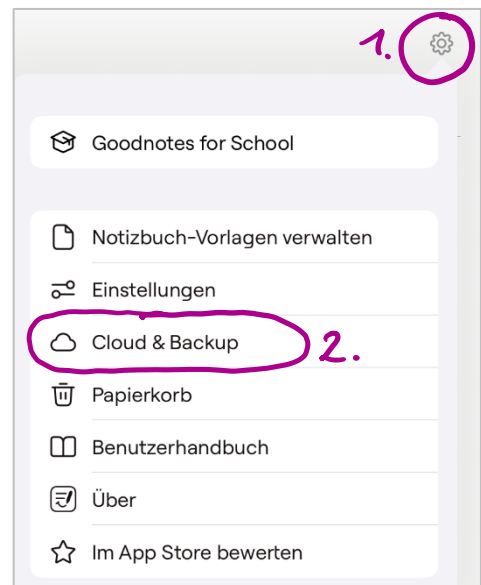 1.
Goodnotes for School
Notizbuch-Vorlagen verwalten
Einstellungen
Cloud & Backup 2.
Papierkorb
Benutzerhandbuch
Über
Im App Store bewerten